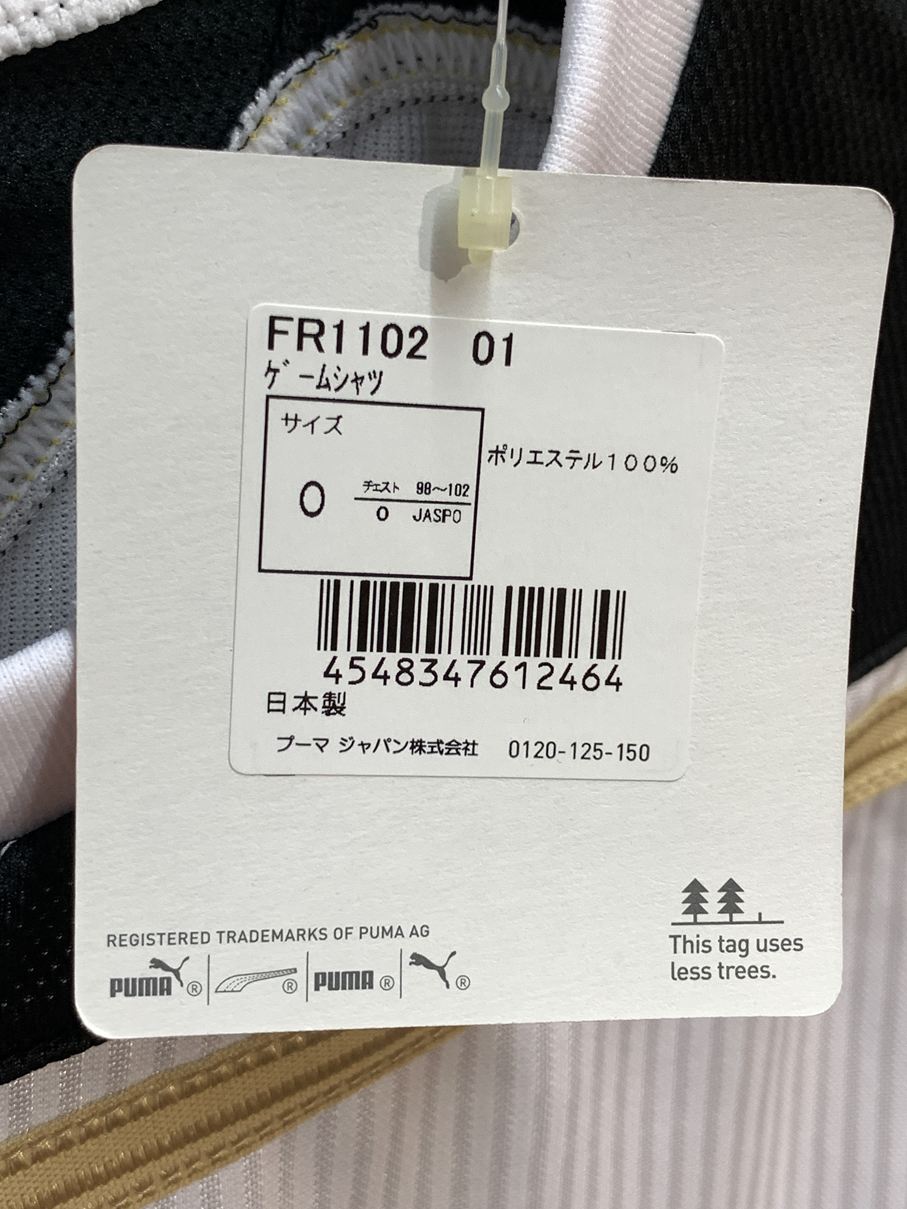 FR1102 01
ゲームシャツ
サイズ
ポリエステル100%
0 チェスト 98～102
0 JASPO
4548347612464
日本製
プーマ ジャパン株式会社 0120-125-150
REGISTERED TRADEMARKS OF PUMA AG
PUMA® ® PUMA® ®
This tag uses
less trees.